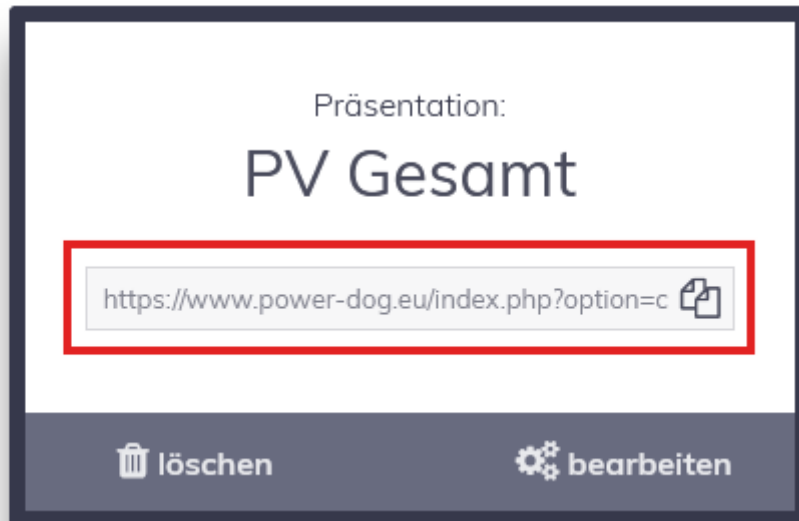 Präsentation:
PV Gesamt
https://www.power-dog.eu/index.php?option=c
löschen
bearbeiten